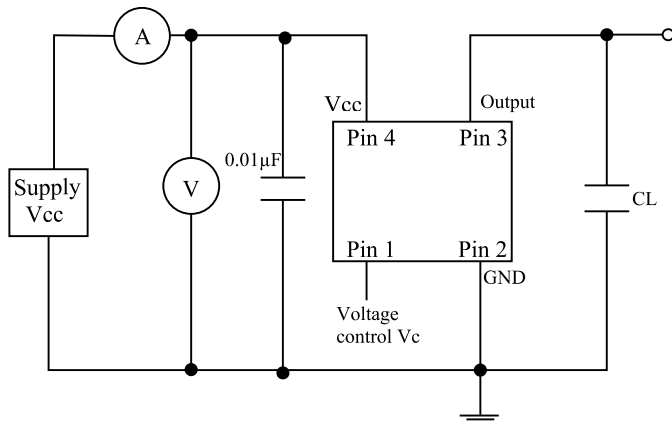 A
Vcc
Output
Pin 4
Pin 3
0.01µF
Supply
Vcc
V
CL
Pin 1
Pin 2
GND
Voltage
control Vc